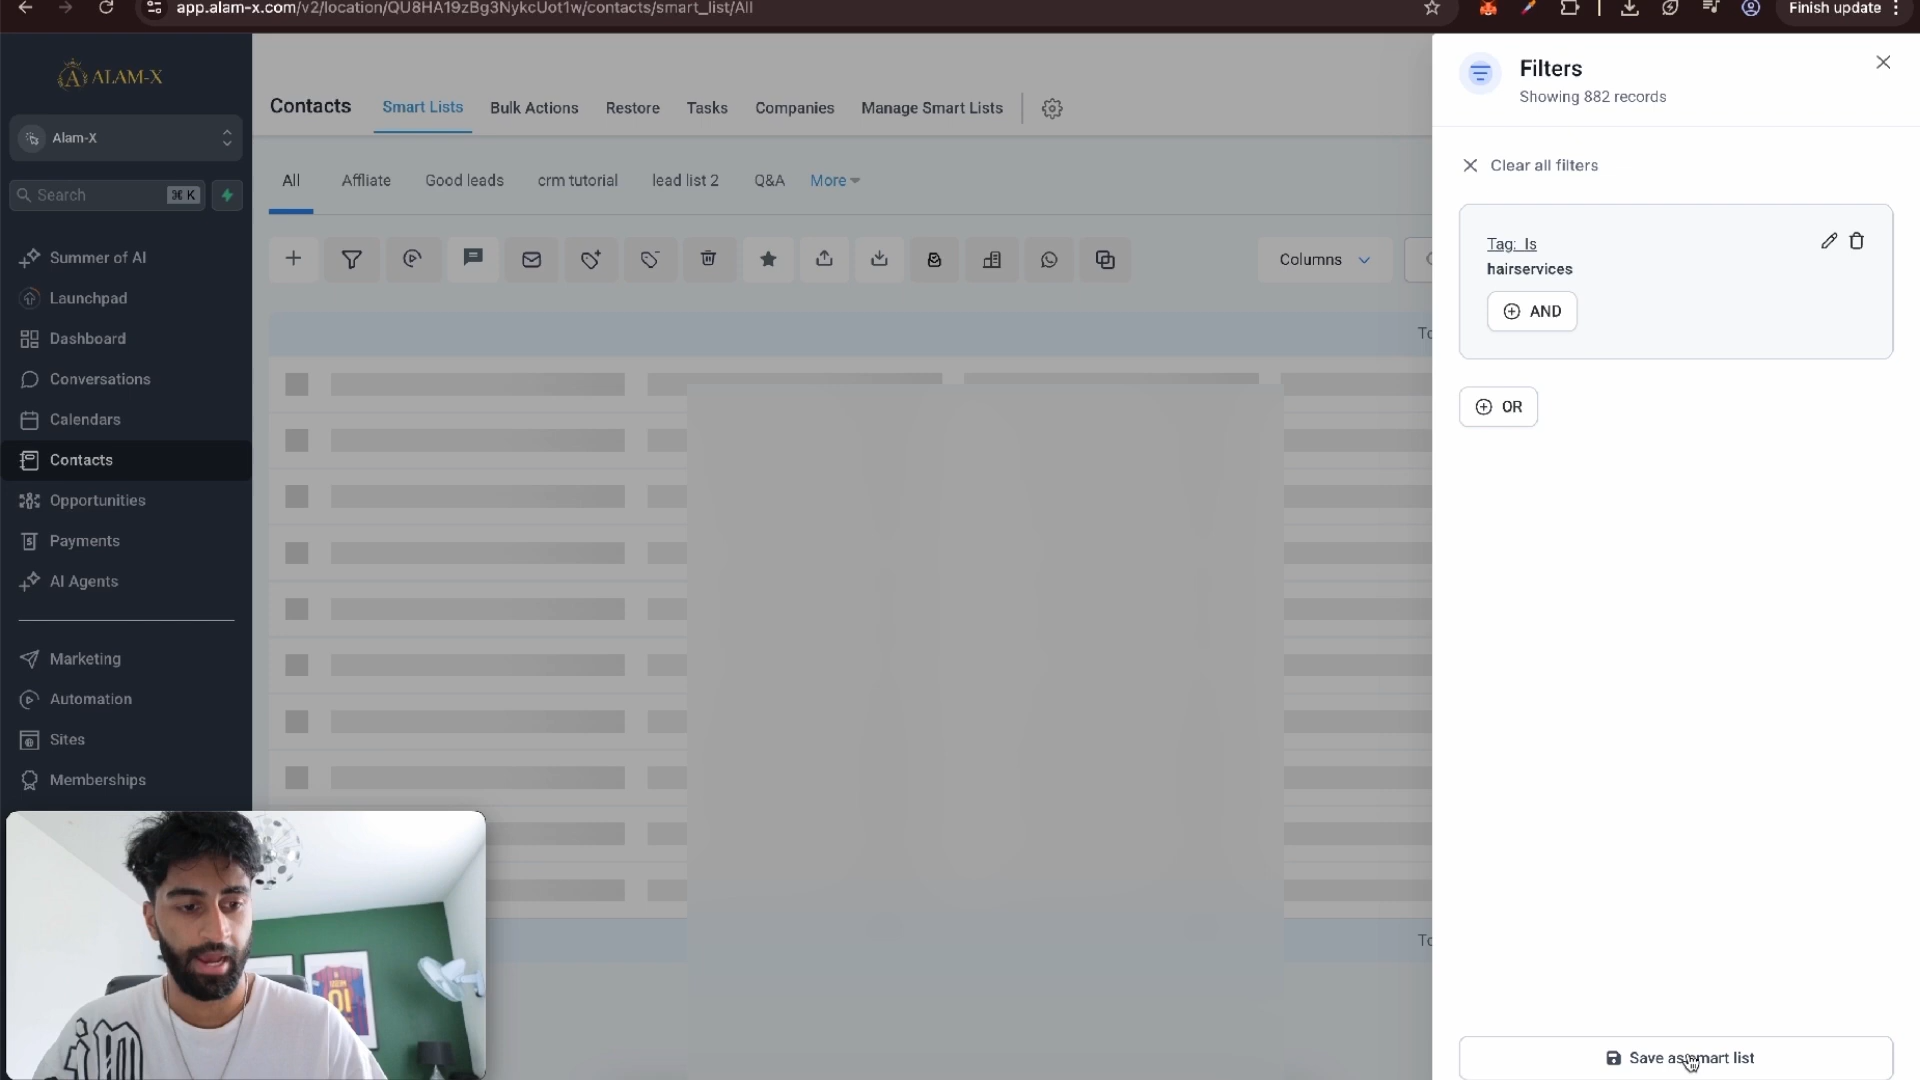 app.alam-x.com/v2/location/QU8HA19zBg3NykcUot1w/contacts/smart_list/All
Finish update
ALAM-X
Alam-X
Search
⌘ K
Summer of AI
Launchpad
Dashboard
Conversations
Calendars
Contacts
Opportunities
Payments
AI Agents
Marketing
Automation
Sites
Memberships
Contacts
Smart Lists
Bulk Actions
Restore
Tasks
Companies
Manage Smart Lists
All
Affliate
Good leads
crm tutorial
lead list 2
Q&A
More
Columns
Filters
Showing 882 records
Clear all filters
Tag: Is
hairservices
AND
OR
Save as smart list